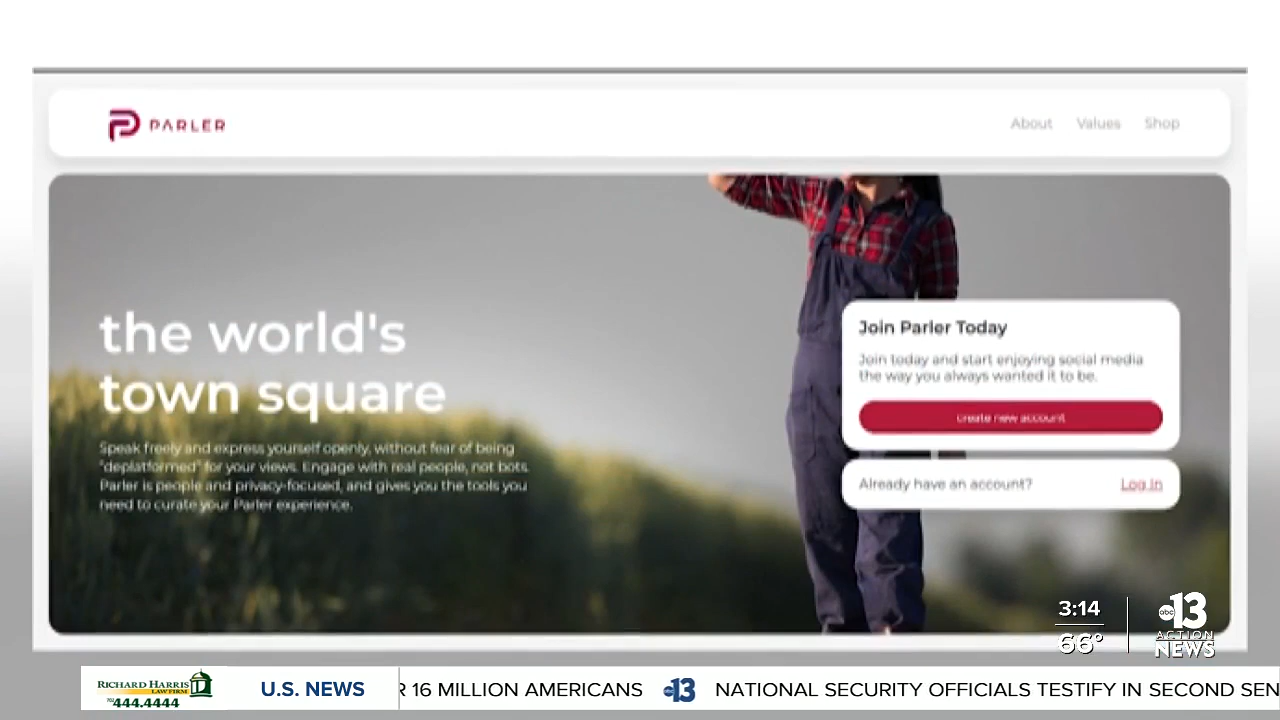 PARLER
About Values Shop
the world's
town square
Speak freely and express yourself openly, without fear of being
"deplatformed" for your views. Engage with real people, not bots.
Parler is people and privacy-focused, and gives you the tools you
need to curate your Parler experience.
Join Parler Today
Join today and start enjoying social media
the way you always wanted it to be.
create new account
Already have an account? Log in
3:14
66°
abc 13
ACTION
NEWS
RICHARD HARRIS
LAW FIRM
702 444.4444
U.S. NEWS
R 16 MILLION AMERICANS abc 13 NATIONAL SECURITY OFFICIALS TESTIFY IN SECOND SEN